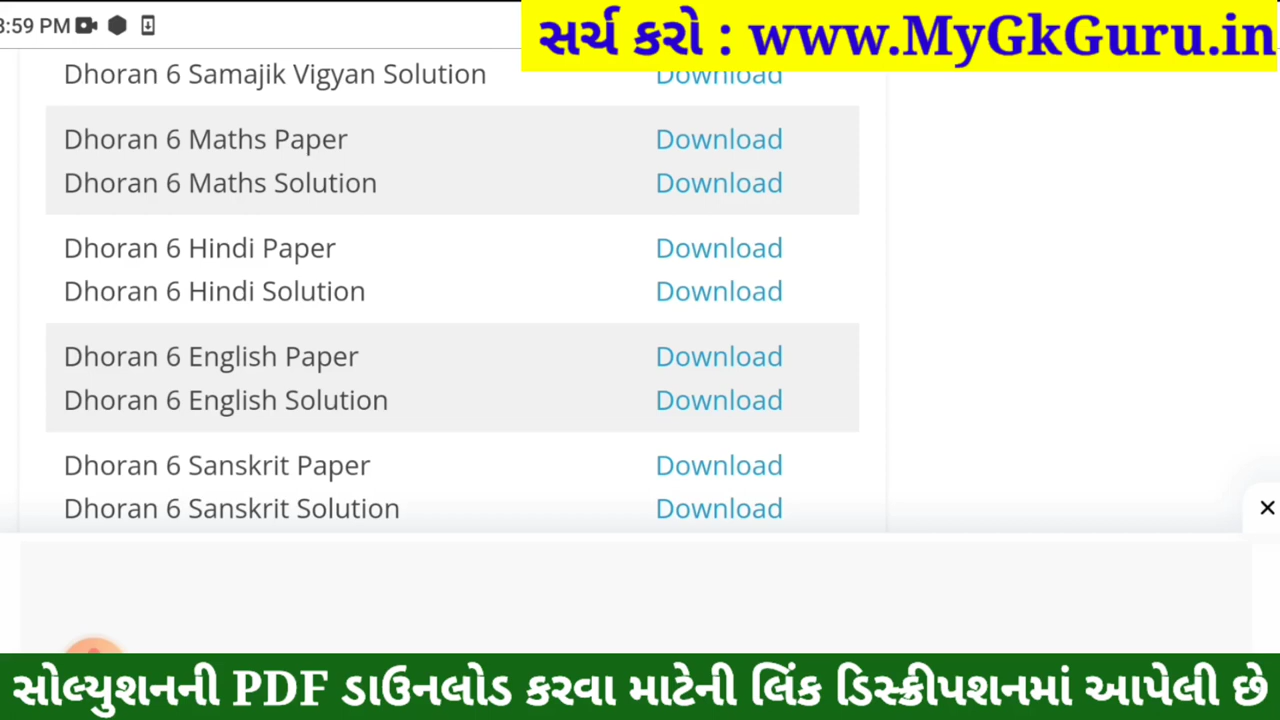 3:59 PM
સર્ચ કરો : www.MyGkGuru.in
Dhoran 6 Samajik Vigyan Solution Download
Dhoran 6 Maths Paper Download
Dhoran 6 Maths Solution Download
Dhoran 6 Hindi Paper Download
Dhoran 6 Hindi Solution Download
Dhoran 6 English Paper Download
Dhoran 6 English Solution Download
Dhoran 6 Sanskrit Paper Download
Dhoran 6 Sanskrit Solution Download
સોલ્યુશનની PDF ડાઉનલોડ કરવા માટેની લિંક ડિસ્ક્રીપશનમાં આપેલી છે